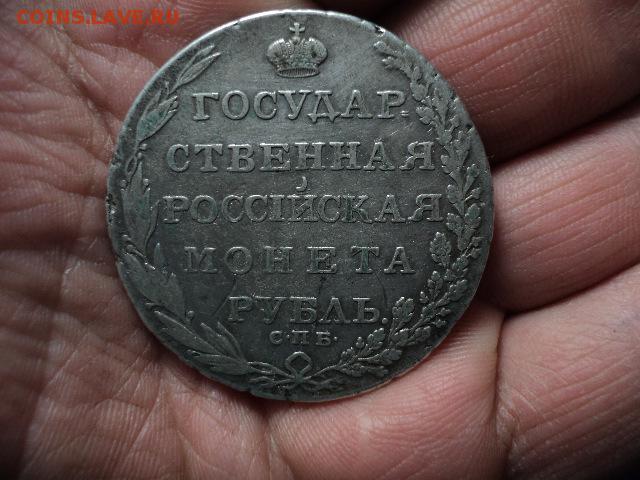 COINS.LAVE.RU
ГОСУДАР
СТВЕННАЯ
РОССІЙСКАЯ
МОНЕТА
РУБЛЬ.
С.П.Б.